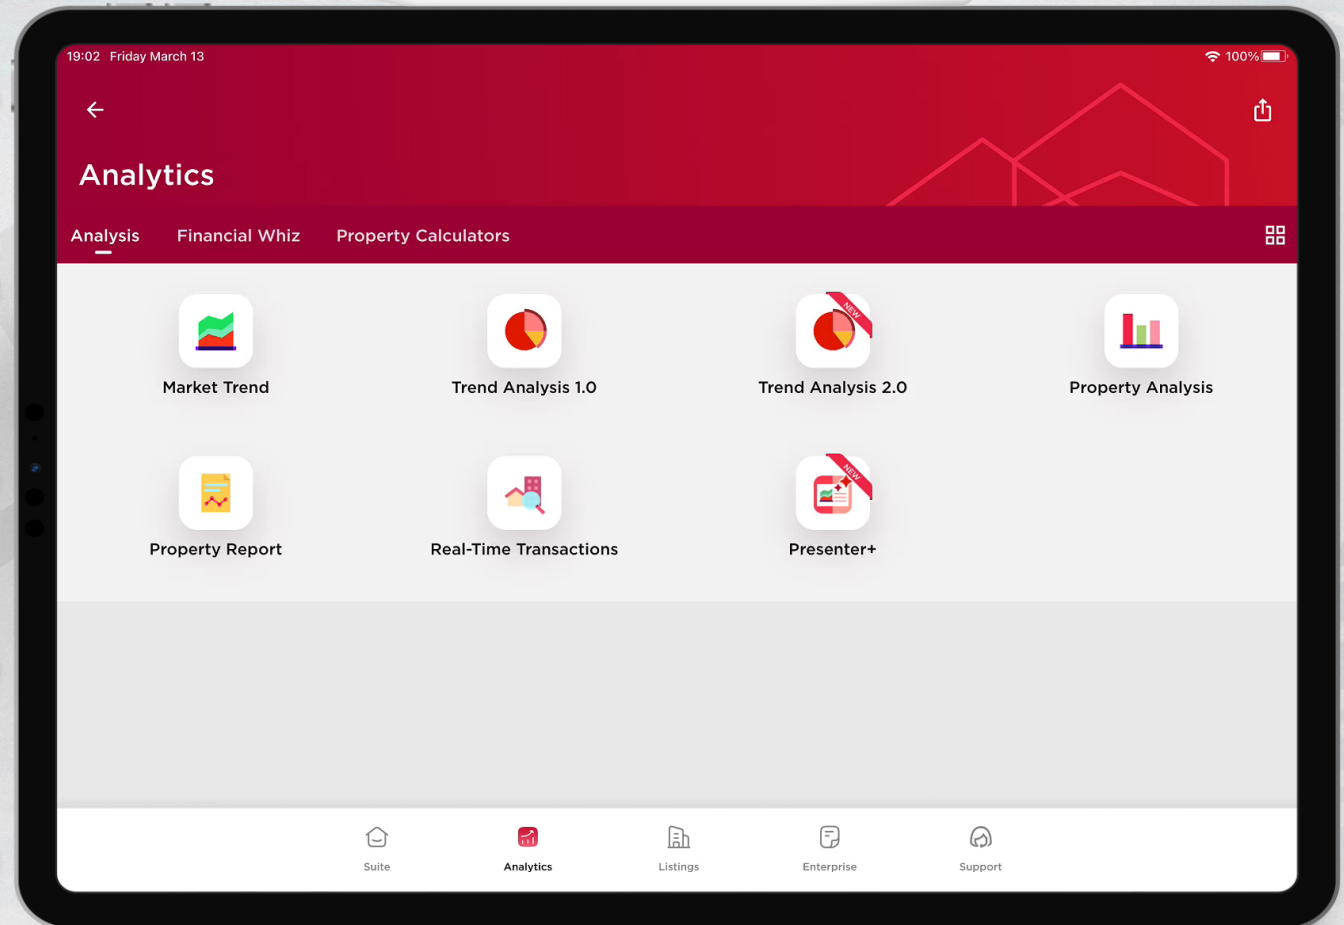 19:02 Friday March 13
100%
Analytics
Analysis Financial Whiz Property Calculators
NEW
Market Trend Trend Analysis 1.0 Trend Analysis 2.0 Property Analysis
NEW
Property Report Real-Time Transactions Presenter+
Suite Analytics Listings Enterprise Support